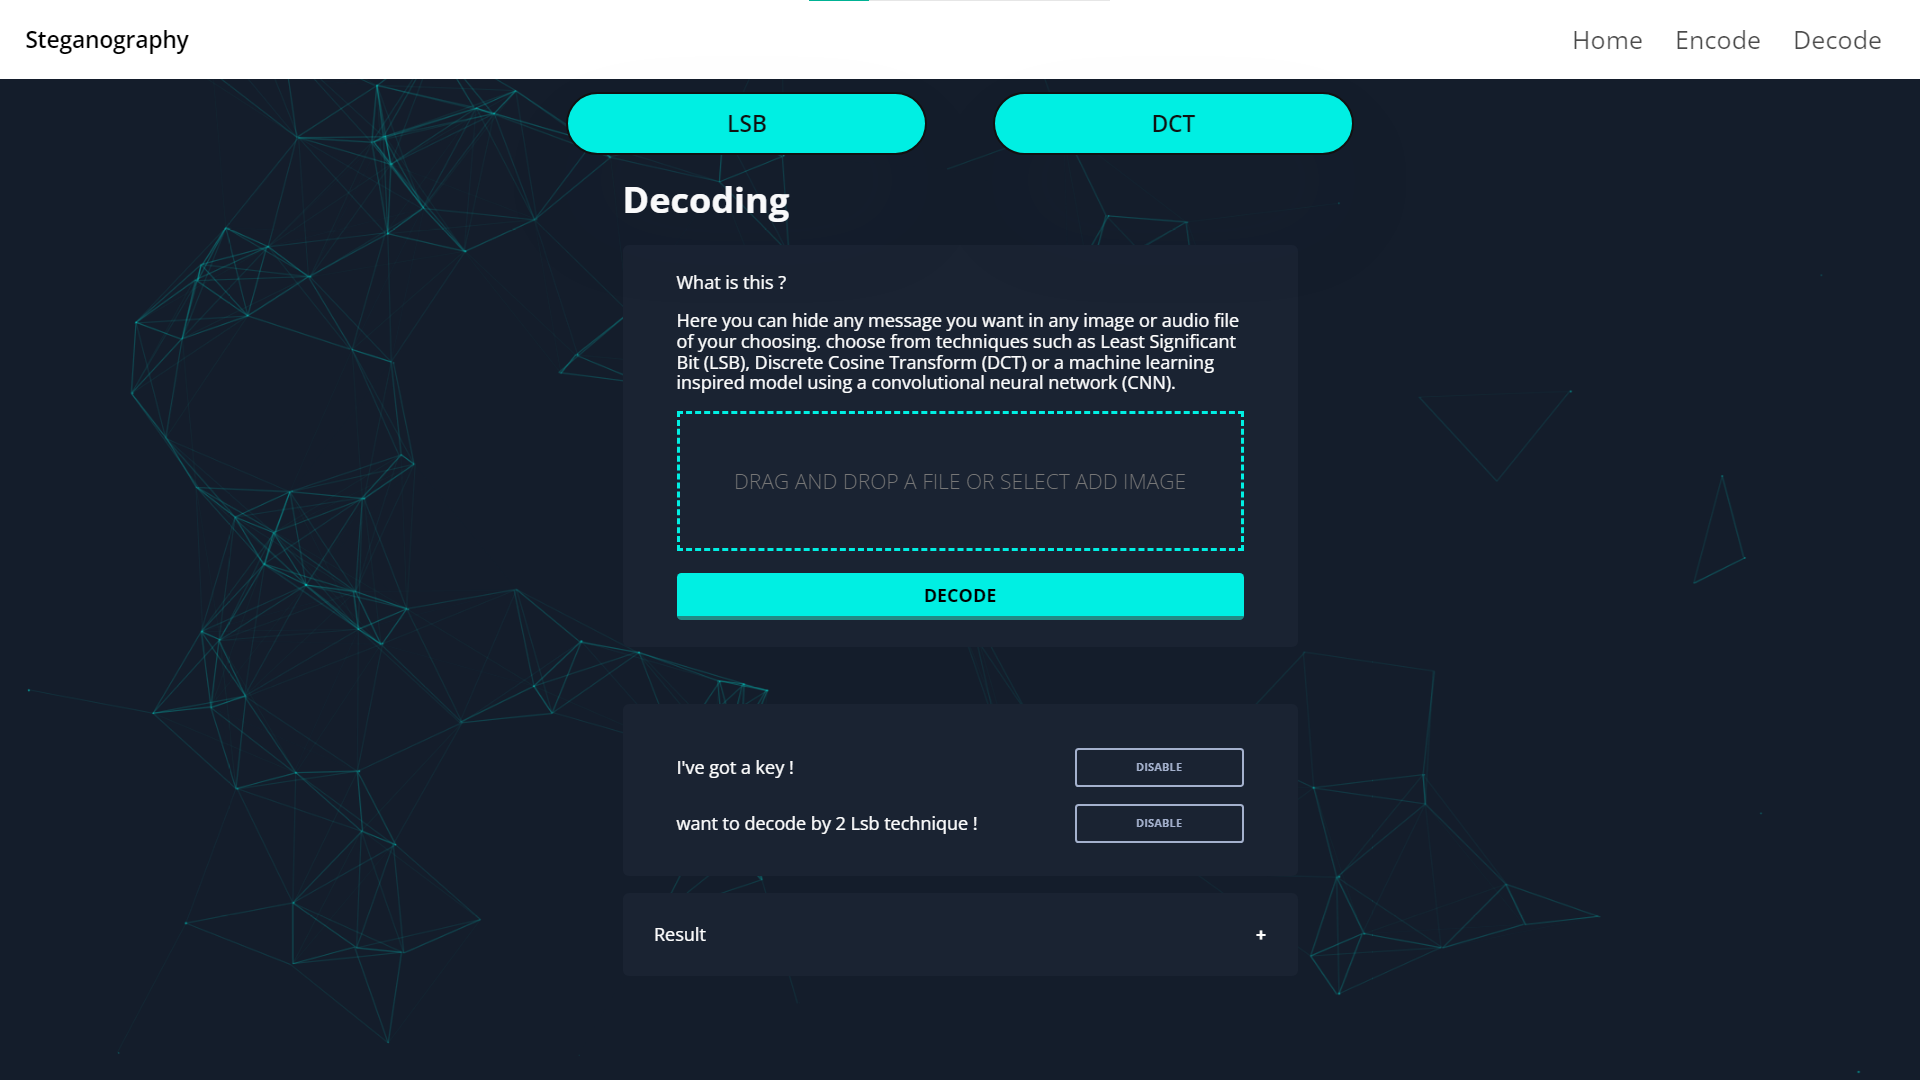 Steganography
Home Encode Decode
LSB
DCT
Decoding
What is this ?
Here you can hide any message you want in any image or audio file
of your choosing. choose from techniques such as Least Significant
Bit (LSB), Discrete Cosine Transform (DCT) or a machine learning
inspired model using a convolutional neural network (CNN).
DRAG AND DROP A FILE OR SELECT ADD IMAGE
DECODE
I've got a key !
DISABLE
want to decode by 2 Lsb technique !
DISABLE
Result +